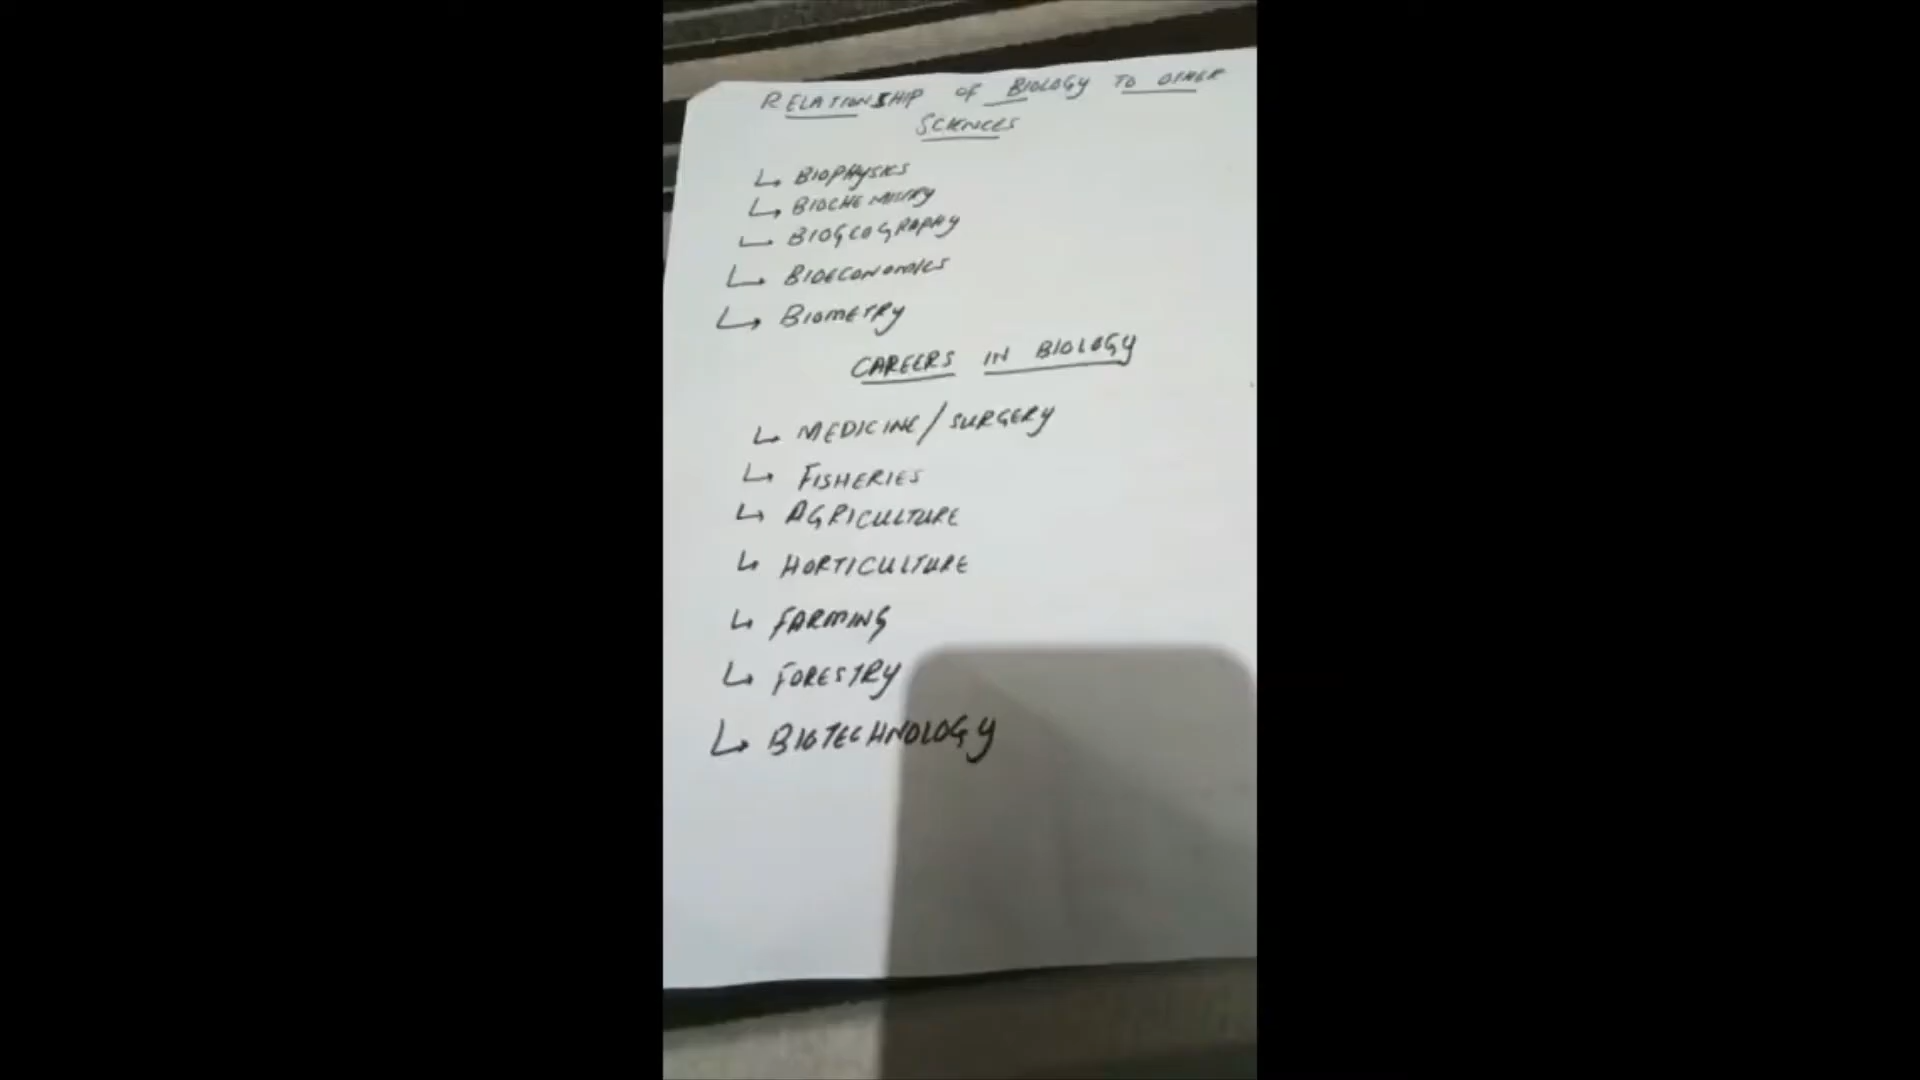 RELATIONSHIP OF BIOLOGY TO OTHER
SCIENCES
↳ BIOPHYSICS
↳ BIOCHEMISTRY
↳ BIOGEOGRAPHY
↳ BIOECONOMICS
↳ BIOMETRY
CAREERS IN BIOLOGY
↳ MEDICINE/SURGERY
↳ FISHERIES
↳ AGRICULTURE
↳ HORTICULTURE
↳ FARMING
↳ FORESTRY
↳ BIOTECHNOLOGY